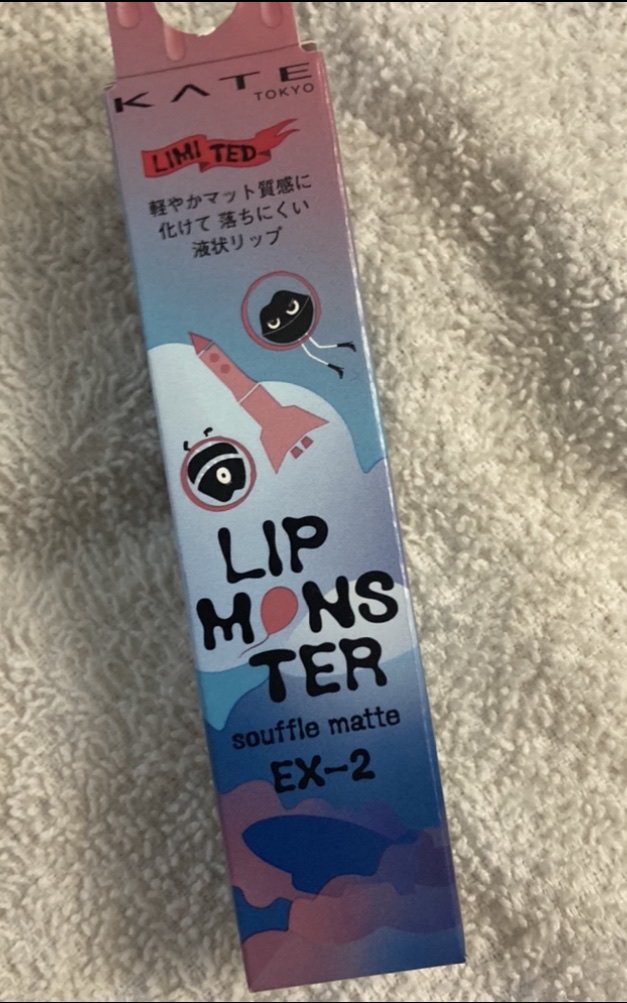 KATE
TOKYO
LIMITED
軽やかマット質感に
化けて 落ちにくい
液状リップ
LIP
MONS
TER
souffle matte
EX-2